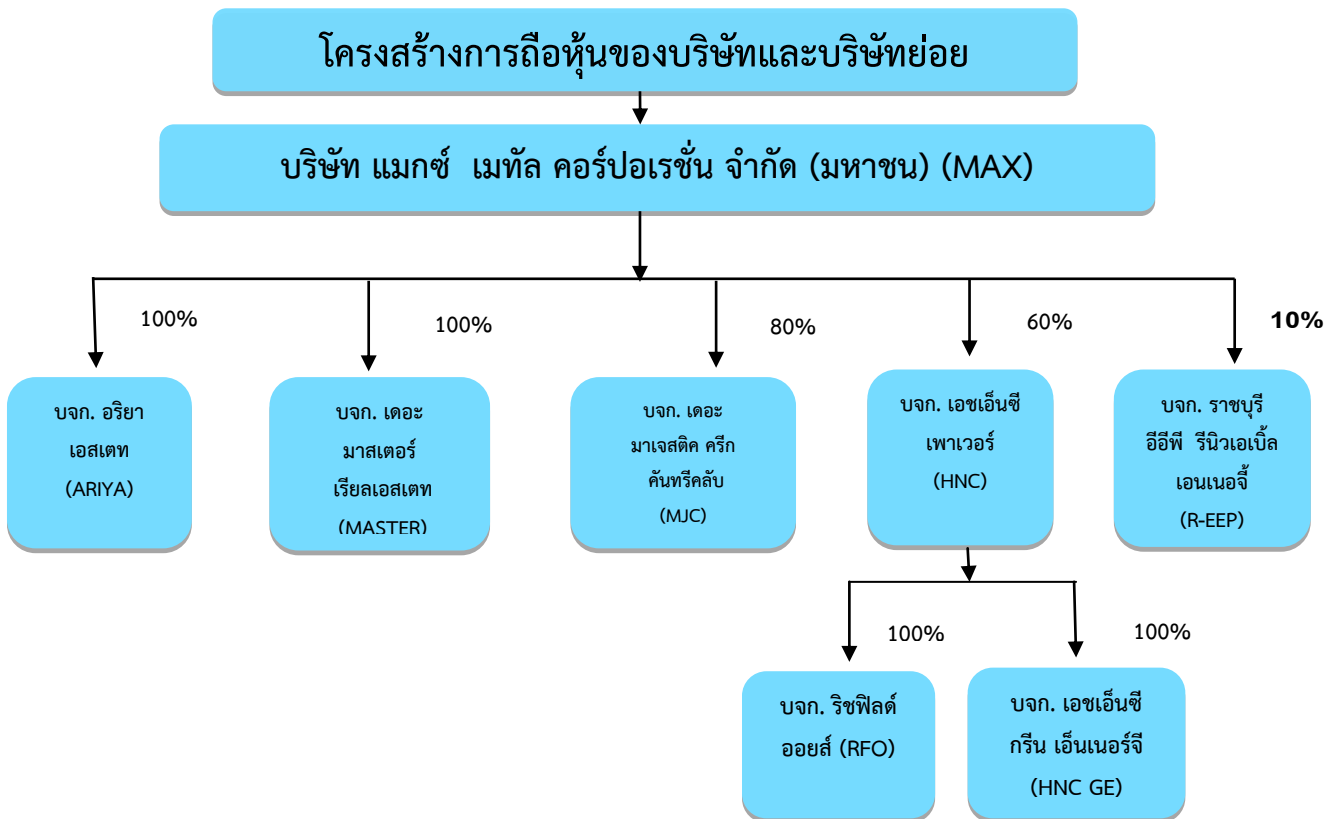 โครงสร้างการถือหุ้นของบริษัทและบริษัทย่อย
บริษัท แมกซ์ เมทัล คอร์ปอเรชั่น จำกัด (มหาชน) (MAX)
100%
100%
80%
60%
10%
บจก. อริยา
เอสเตท
(ARIYA)
บจก. เดอะ
มาสเตอร์
เรียลเอสเตท
(MASTER)
บจก. เดอะ
มาเจสติค ครีก
คันทรีคลับ
(MJC)
บจก. เอชเอ็นซี
เพาเวอร์
(HNC)
บจก. ราชบุรี
อีอีพี รีนิวเอเบิ้ล
เอนเนอจี้
(R-EEP)
100%
100%
บจก. ริชฟิลด์
ออยส์ (RFO)
บจก. เอชเอ็นซี
กรีน เอ็นเนอร์จี
(HNC GE)